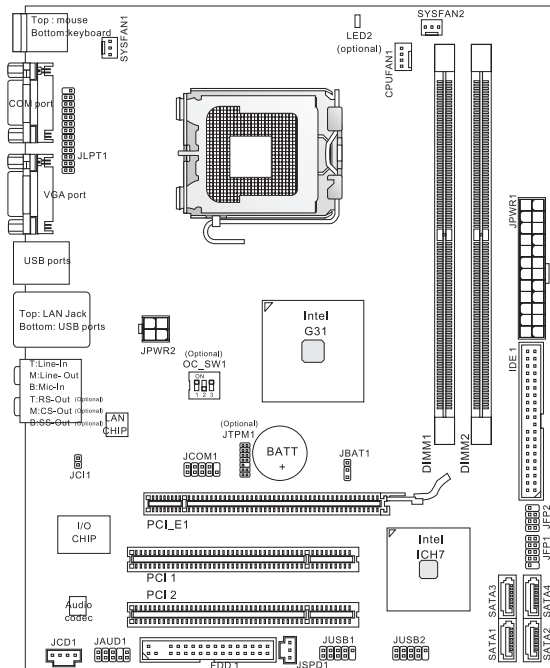 Top : mouse
Bottom:keyboard
SYSFAN1
LED2
(optional)
SYSFAN2
CPUFAN1
COM port
JLPT1
VGA port
JPWR1
USB ports
Top: LAN Jack
Bottom: USB ports
JPWR2
Intel
G31
(Optional)
OC_SW1
ON
1 2 3
IDE1
T:Line-In
M:Line-Out
B:Mic-In
T:RS-Out (Optional)
M:CS-Out (Optional)
B:SS-Out (Optional)
LAN
CHIP
(Optional)
JTPM1
BATT
+
DIMM1
DIMM2
JCI1
JCOM1
JBAT1
PCI_E1
I/O
CHIP
Intel
ICH7
JFP2
JFP1
PCI 1
PCI 2
SATA3
SATA4
Audio
codec
JCD1
JAUD1
FDD 1
JSPD1
JUSB1
JUSB2
SATA1
SATA2